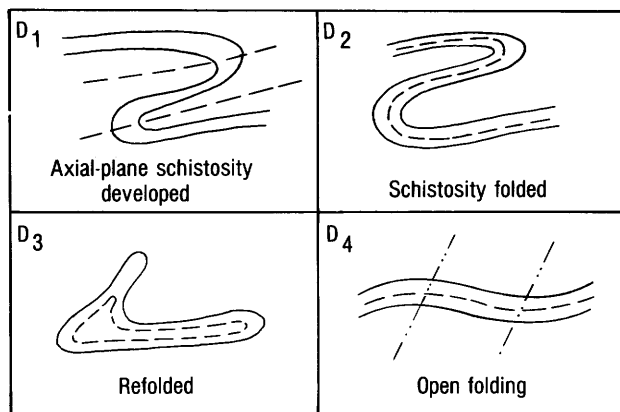 D1
Axial-plane schistosity
developed
D2
Schistosity folded
D3
Refolded
D4
Open folding